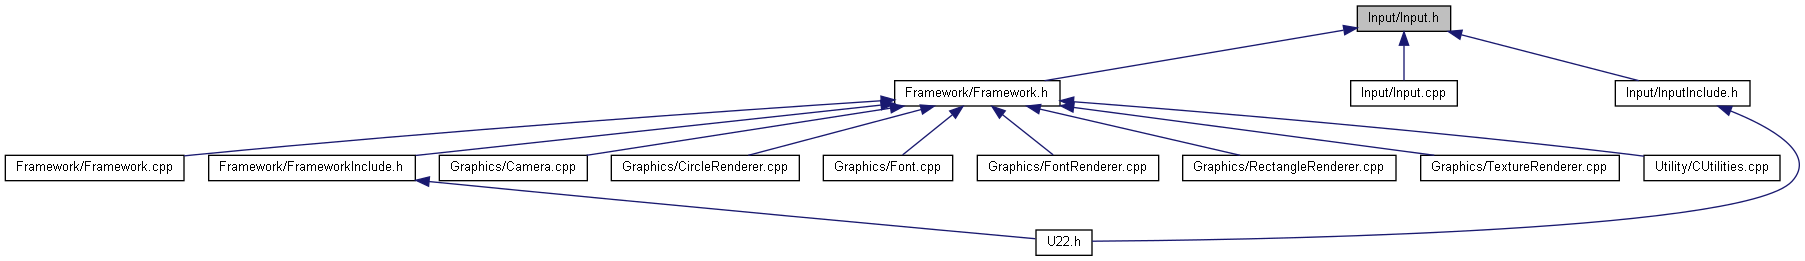 Input/Input.h
Framework/Framework.h
Input/Input.cpp
Input/InputInclude.h
Framework/Framework.cpp
Framework/FrameworkInclude.h
Graphics/Camera.cpp
Graphics/CircleRenderer.cpp
Graphics/Font.cpp
Graphics/FontRenderer.cpp
Graphics/RectangleRenderer.cpp
Graphics/TextureRenderer.cpp
Utility/CUtilities.cpp
U22.h